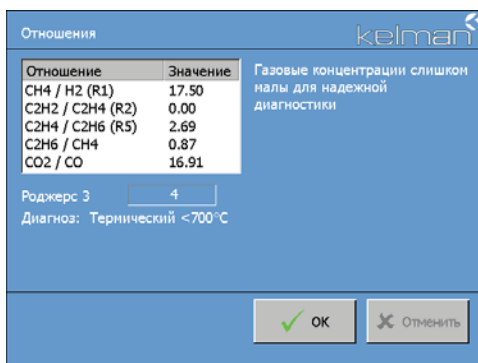 Отношения
kelman
Отношение Значение
CH4 / H2 (R1) 17.50
C2H2 / C2H4 (R2) 0.00
C2H4 / C2H6 (R5) 2.69
C2H6 / CH4 0.87
CO2 / CO 16.91
Газовые концентрации слишком
малы для надежной
диагностики
Роджерс 3 4
Диагноз: Термический <700°C
ОК
Отменить